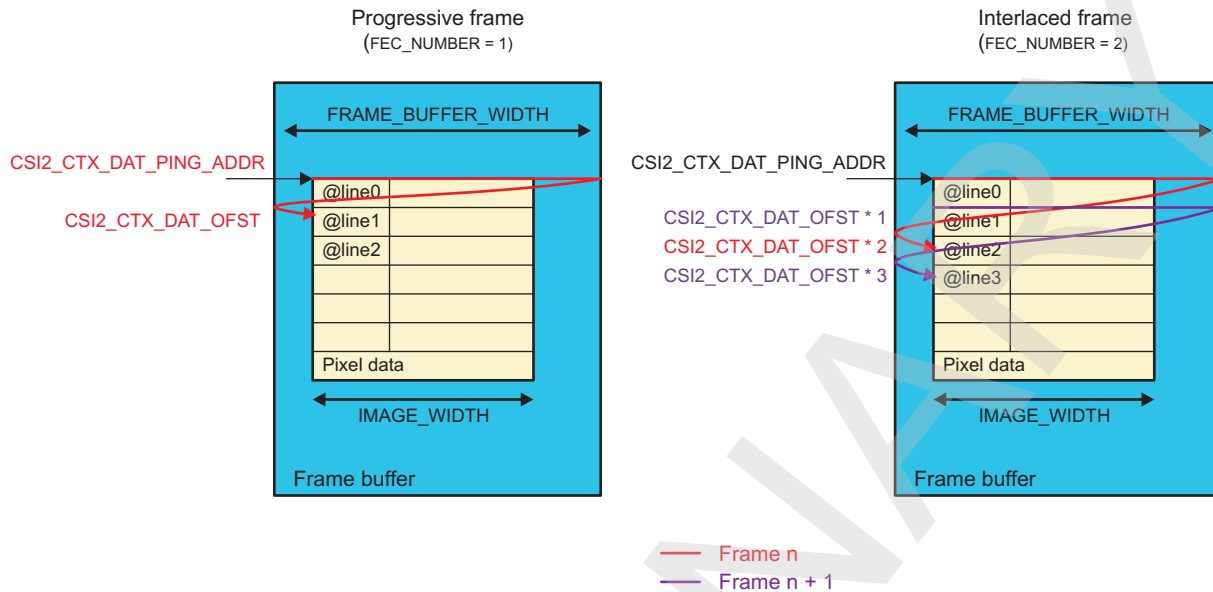 Progressive frame
(FEC_NUMBER = 1)
FRAME_BUFFER_WIDTH
CSI2_CTX_DAT_PING_ADDR
@line0
CSI2_CTX_DAT_OFST
@line1
@line2
Pixel data
IMAGE_WIDTH
Frame buffer
Interlaced frame
(FEC_NUMBER = 2)
FRAME_BUFFER_WIDTH
CSI2_CTX_DAT_PING_ADDR
@line0
CSI2_CTX_DAT_OFST * 1
@line1
CSI2_CTX_DAT_OFST * 2
@line2
CSI2_CTX_DAT_OFST * 3
@line3
Pixel data
IMAGE_WIDTH
Frame buffer
Frame n
Frame n + 1
NARY